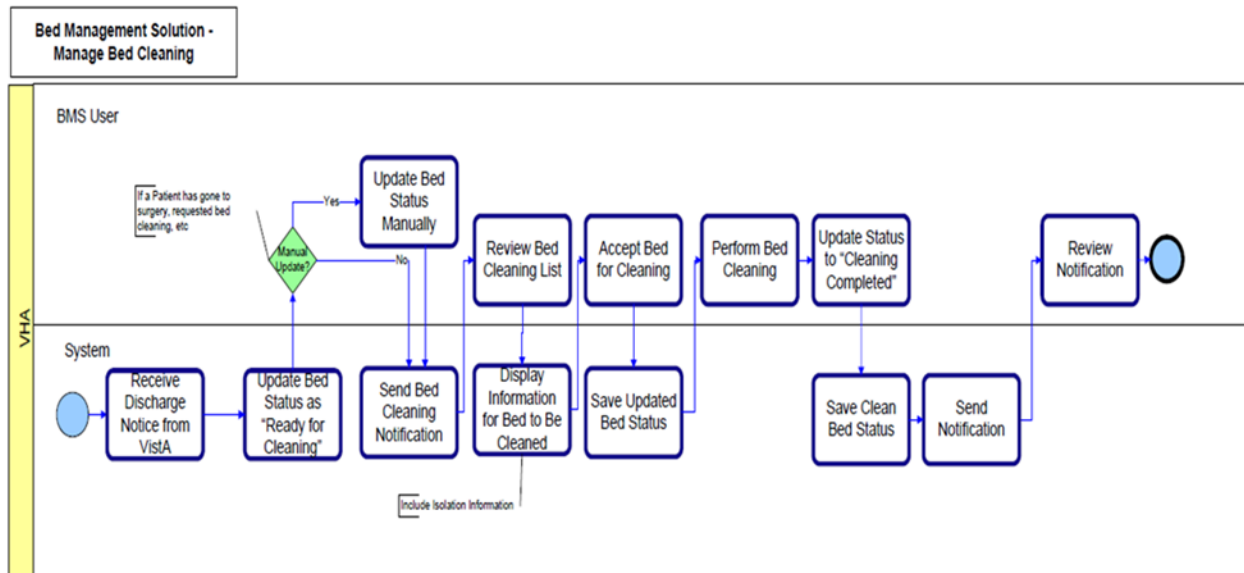 Bed Management Solution -
Manage Bed Cleaning
VHA
BMS User
If a Patient has gone to
surgery, requested bed
cleaning, etc
Manual
Update?
Yes
No
Update Bed
Status
Manually
Review Bed
Cleaning List
Accept Bed
for Cleaning
Perform Bed
Cleaning
Update Status
to “Cleaning
Completed”
Review
Notification
System
Receive
Discharge
Notice from
VistA
Update Bed
Status as
“Ready for
Cleaning”
Send Bed
Cleaning
Notification
Display
Information
for Bed to Be
Cleaned
Save Updated
Bed Status
Save Clean
Bed Status
Send
Notification
Include Isolation Information